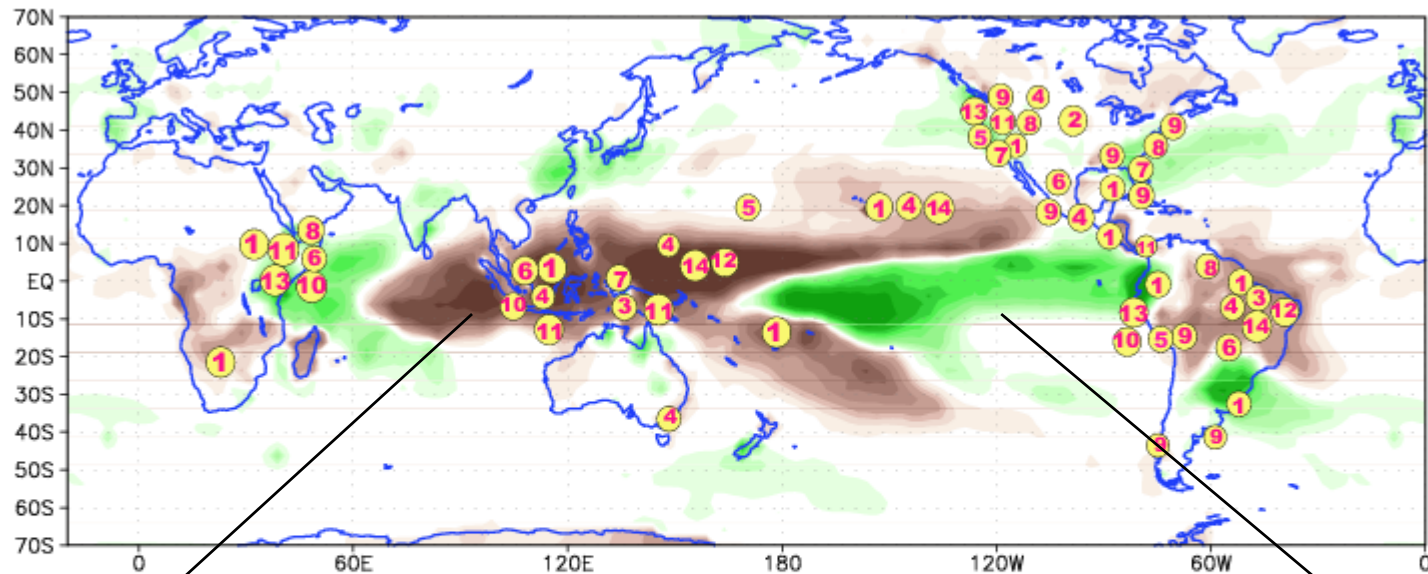 70N
60N
50N 9 4
13 11 8 2 9
40N 5 1 8
7 9
30N 7
6 1 9
20N 5 1 4 14 9 4
8 1
10N 1 11 4 11
6 14 12 8
EQ 13 10 6 1 7 1 1
10 4 3 4 3
10S 11 13 12
11 1 14
10 5 9
20S 1 6
30S
1
4
40S 9 9
50S
60S
70S
0 60E 120E 180 120W 60W